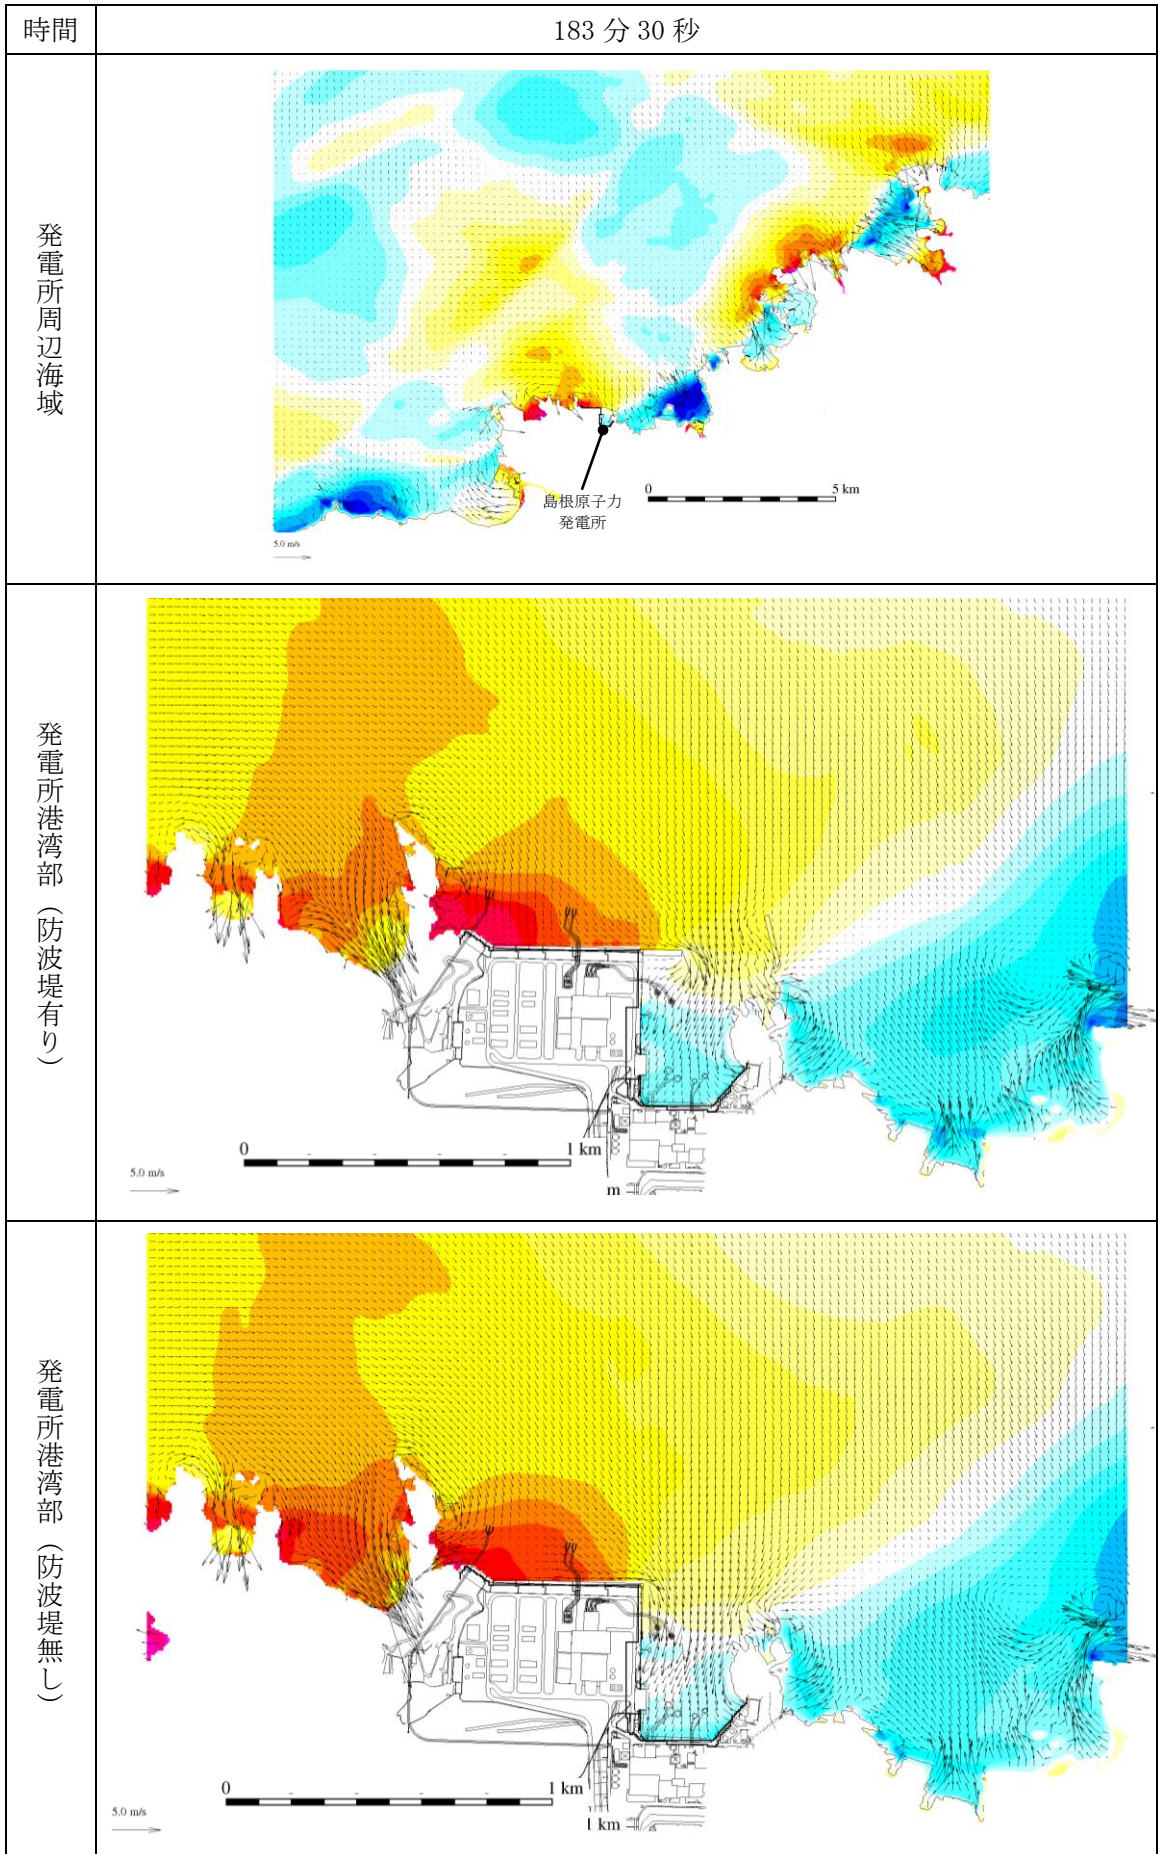 時間
183 分 30 秒
発電所周辺海域
島根原子力
発電所
0
5 km
5.0 m/s
発電所港湾部（防波堤有り）
0
1 km
5.0 m/s
m
発電所港湾部（防波堤無し）
0
1 km
5.0 m/s
1 km